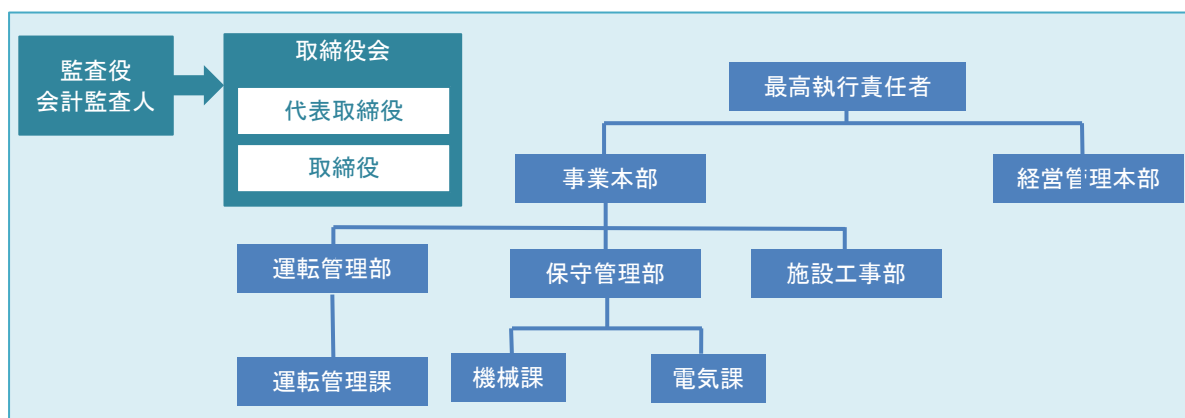 監査役
会計監査人
取締役会
代表取締役
取締役
最高執行責任者
事業本部
経営管理本部
運転管理部
保守管理部
施設工事部
運転管理課
機械課
電気課